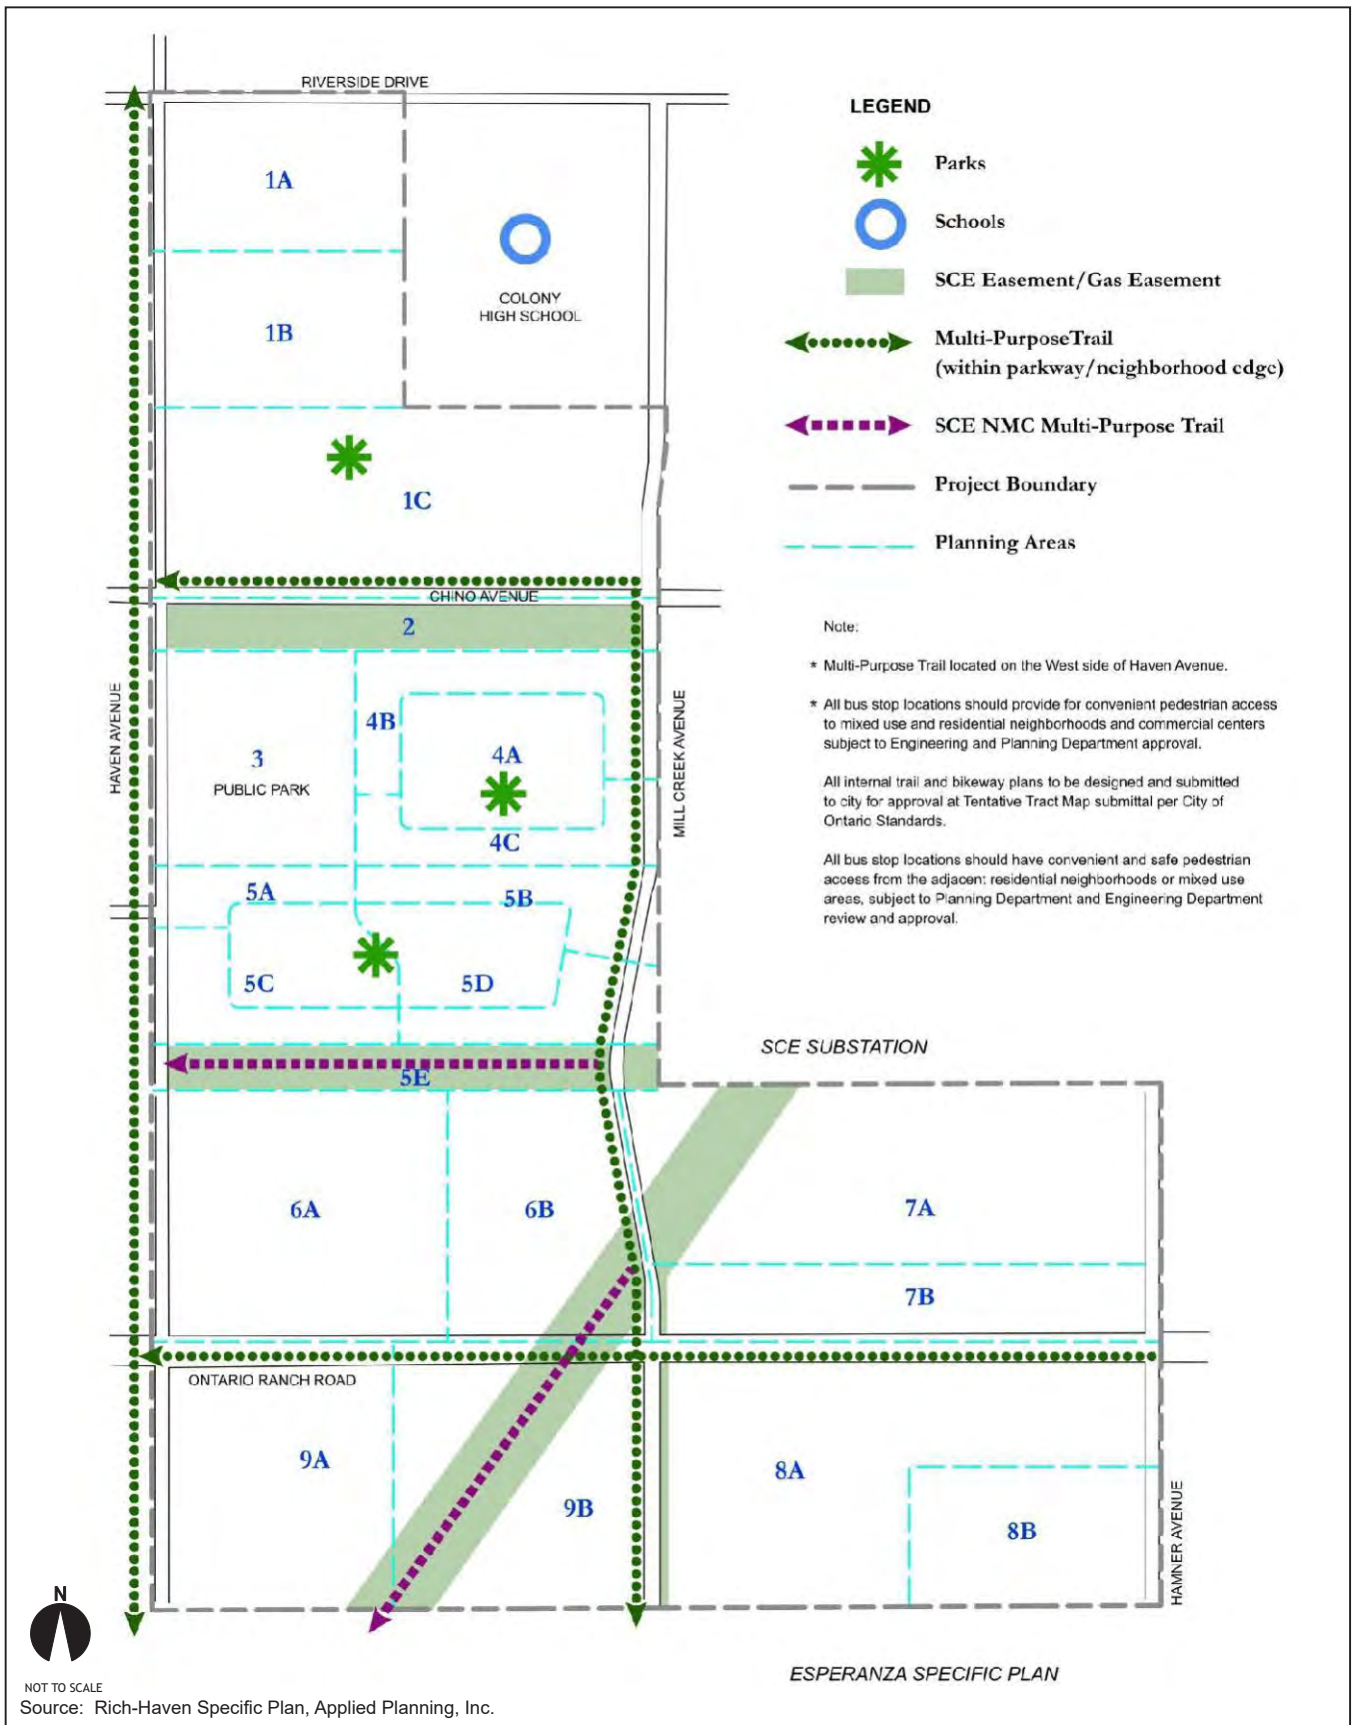 RIVERSIDE DRIVE
1A
COLONY
HIGH SCHOOL
1B
1C
CHINO AVENUE
2
HAVEN AVENUE
MILL CREEK AVENUE
4B
4A
3
PUBLIC PARK
4C
5A
5B
5C
5D
5E
SCE SUBSTATION
6A
6B
7A
7B
ONTARIO RANCH ROAD
9A
9B
8A
8B
HAMNER AVENUE
ESPERANZA SPECIFIC PLAN
LEGEND
Parks
Schools
SCE Easement/Gas Easement
Multi-PurposeTrail
(within parkway/neighborhood edge)
SCE NMC Multi-Purpose Trail
Project Boundary
Planning Areas
Note:
* Multi-Purpose Trail located on the West side of Haven Avenue.
* All bus stop locations should provide for convenient pedestrian access
to mixed use and residential neighborhoods and commercial centers
subject to Engineering and Planning Department approval.
All internal trail and bikeway plans to be designed and submitted
to city for approval at Tentative Tract Map submittal per City of
Ontario Standards.
All bus stop locations should have convenient and safe pedestrian
access from the adjacent residential neighborhoods or mixed use
areas, subject to Planning Department and Engineering Department
review and approval.
N
NOT TO SCALE
Source: Rich-Haven Specific Plan, Applied Planning, Inc.